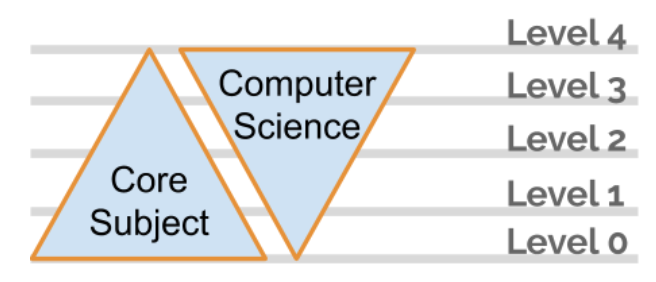 Level 4
Computer
Science
Level 3
Level 2
Core
Subject
Level 1
Level 0